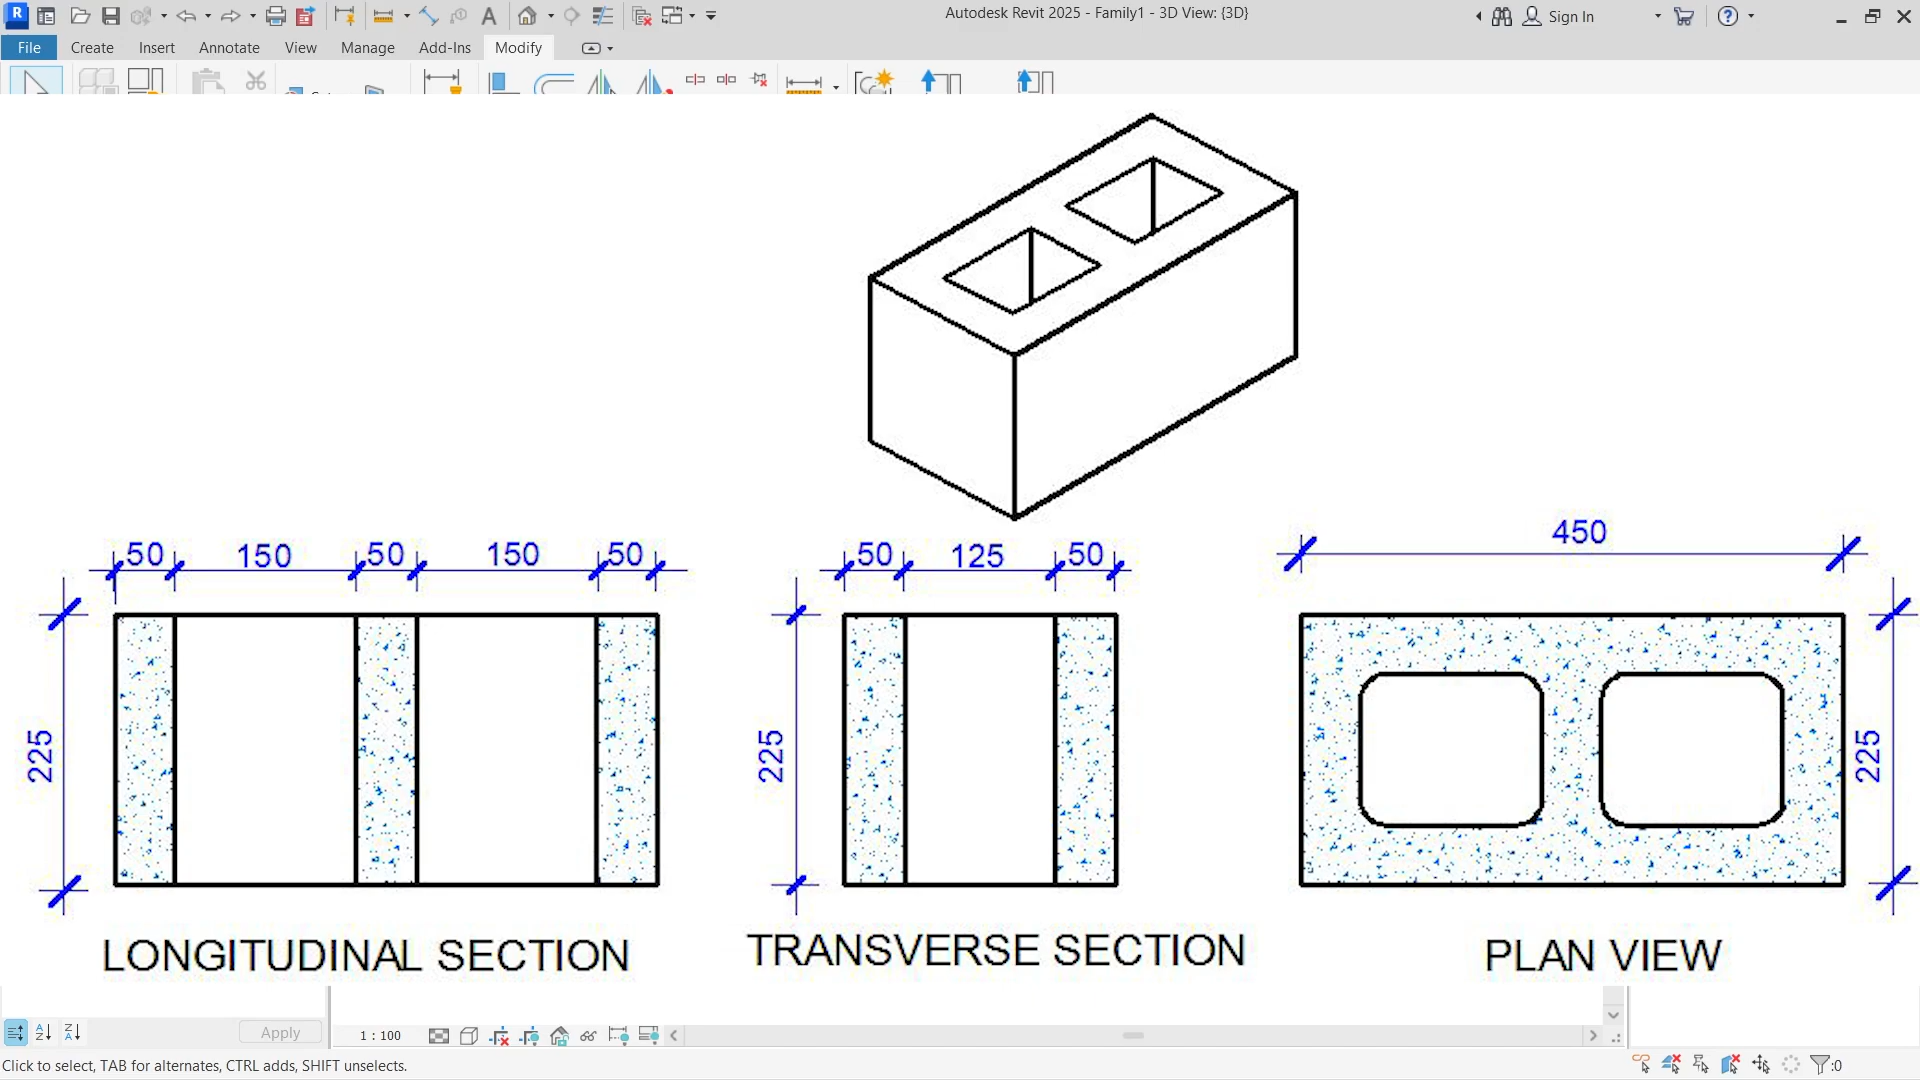 Autodesk Revit 2025 - Family1 - 3D View: {3D}
Sign In
File Create Insert Annotate View Manage Add-Ins Modify
450
50 150 50 150 50
50 125 50
225
225
225
LONGITUDINAL SECTION
TRANSVERSE SECTION
PLAN VIEW
Apply
1 : 100
Click to select, TAB for alternates, CTRL adds, SHIFT unselects.
:0